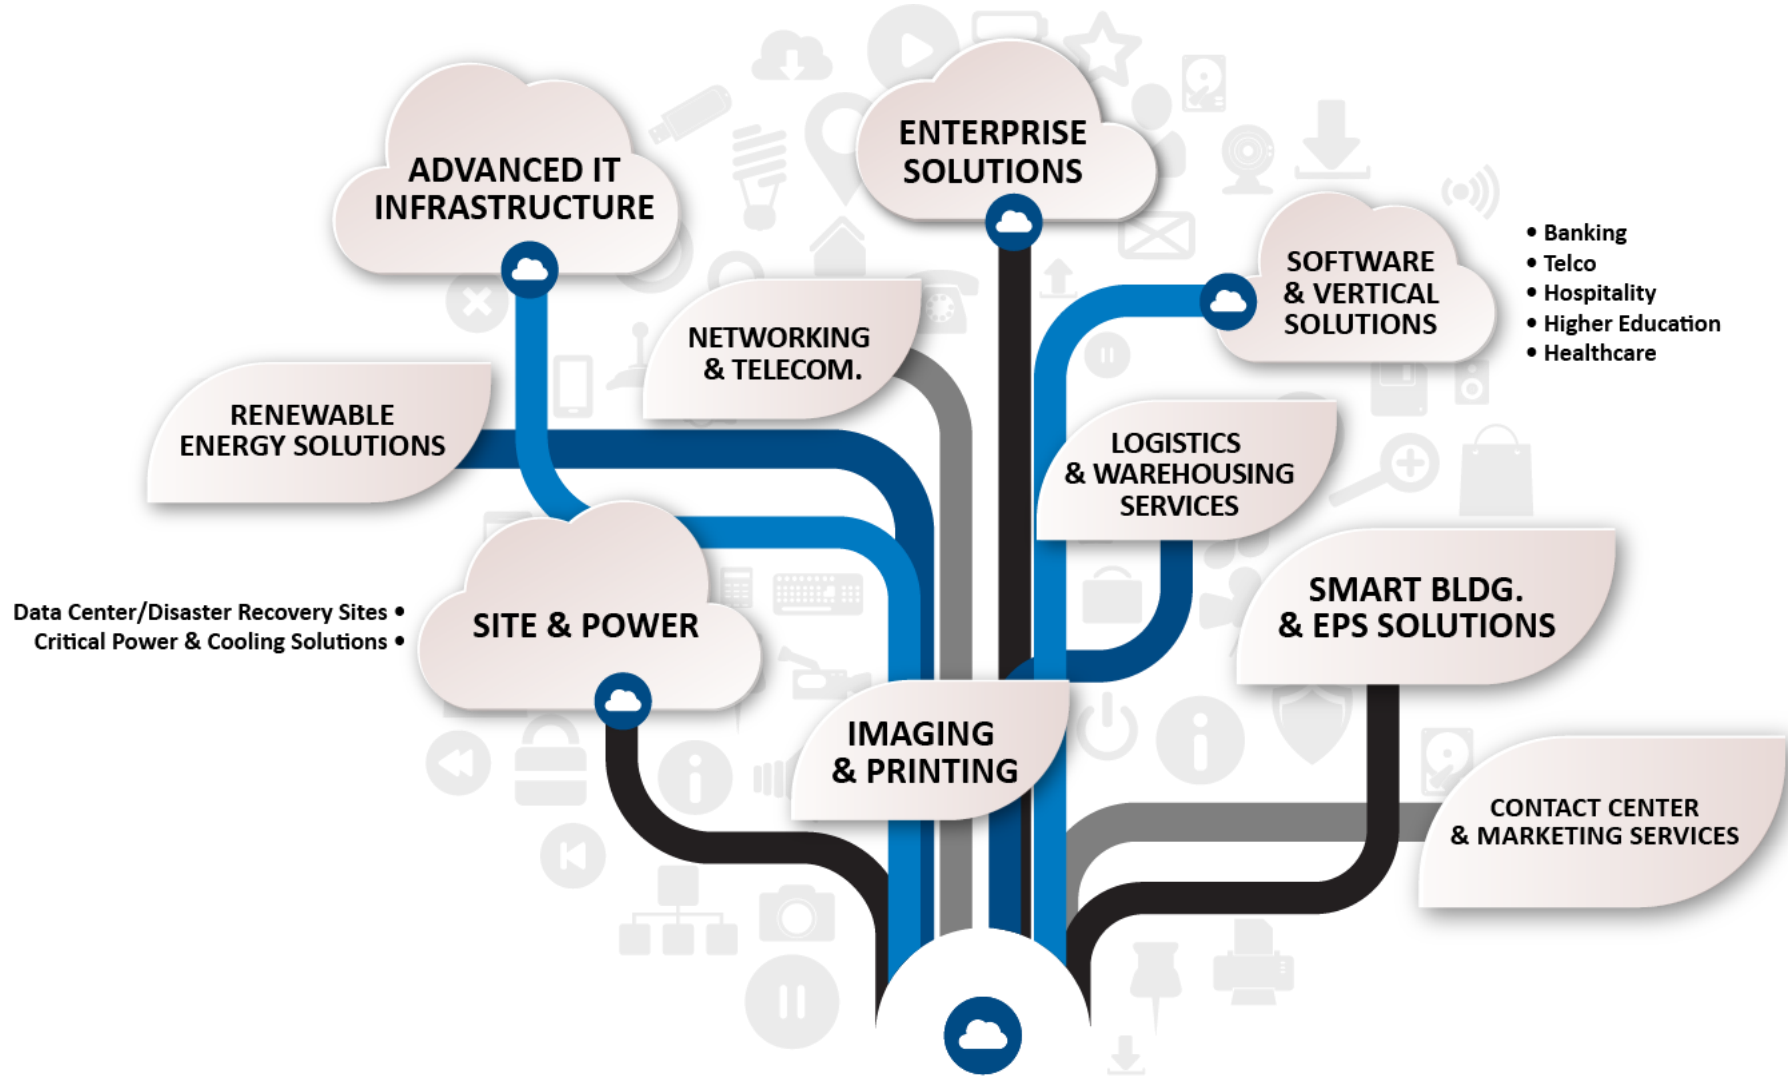 ENTERPRISE
SOLUTIONS
ADVANCED IT
INFRASTRUCTURE
SOFTWARE
& VERTICAL
SOLUTIONS
• Banking
• Telco
• Hospitality
• Higher Education
• Healthcare
NETWORKING
& TELECOM.
RENEWABLE
ENERGY SOLUTIONS
LOGISTICS
& WAREHOUSING
SERVICES
SMART BLDG.
& EPS SOLUTIONS
Data Center/Disaster Recovery Sites •
Critical Power & Cooling Solutions •
SITE & POWER
IMAGING
& PRINTING
CONTACT CENTER
& MARKETING SERVICES